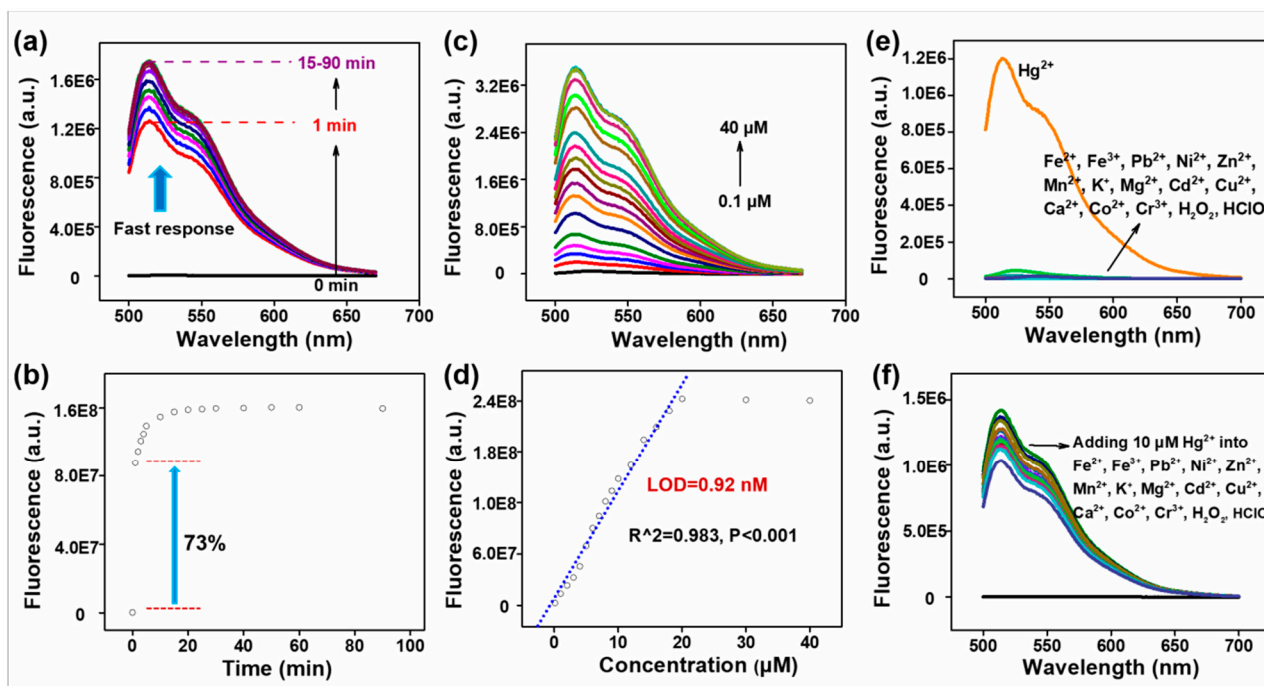 (a)
Fluorescence (a.u.)
1.6E6
1.2E6
8.0E5
4.0E5
0
15-90 min
1 min
Fast response
0 min
500 550 600 650 700
Wavelength (nm)
(c)
Fluorescence (a.u.)
3.2E6
2.4E6
1.6E6
8.0E5
0
40 μM
0.1 μM
500 550 600 650 700
Wavelength (nm)
(e)
Fluorescence (a.u.)
1.2E6
1.0E6
8.0E5
6.0E5
4.0E5
1.2E5
0
Hg²⁺
Fe²⁺, Fe³⁺, Pb²⁺, Ni²⁺, Zn²⁺,
Mn²⁺, K⁺, Mg²⁺, Cd²⁺, Cu²⁺,
Ca²⁺, Co²⁺, Cr³⁺, H₂O₂, HClO
500 550 600 650 700
Wavelength (nm)
(b)
Fluorescence (a.u.)
1.6E8
8.0E7
4.0E7
0
73%
0 20 40 60 80 100
Time (min)
(d)
Fluorescence (a.u.)
2.4E8
1.2E8
6.0E7
0
LOD=0.92 nM
R^2=0.983, P<0.001
0 10 20 30 40
Concentration (μM)
(f)
Fluorescence (a.u.)
1.5E6
1.0E6
5.0E5
0
Adding 10 μM Hg²⁺ into
Fe²⁺, Fe³⁺, Pb²⁺, Ni²⁺, Zn²⁺,
Mn²⁺, K⁺, Mg²⁺, Cd²⁺, Cu²⁺,
Ca²⁺, Co²⁺, Cr³⁺, H₂O₂, HClO
500 550 600 650 700
Wavelength (nm)